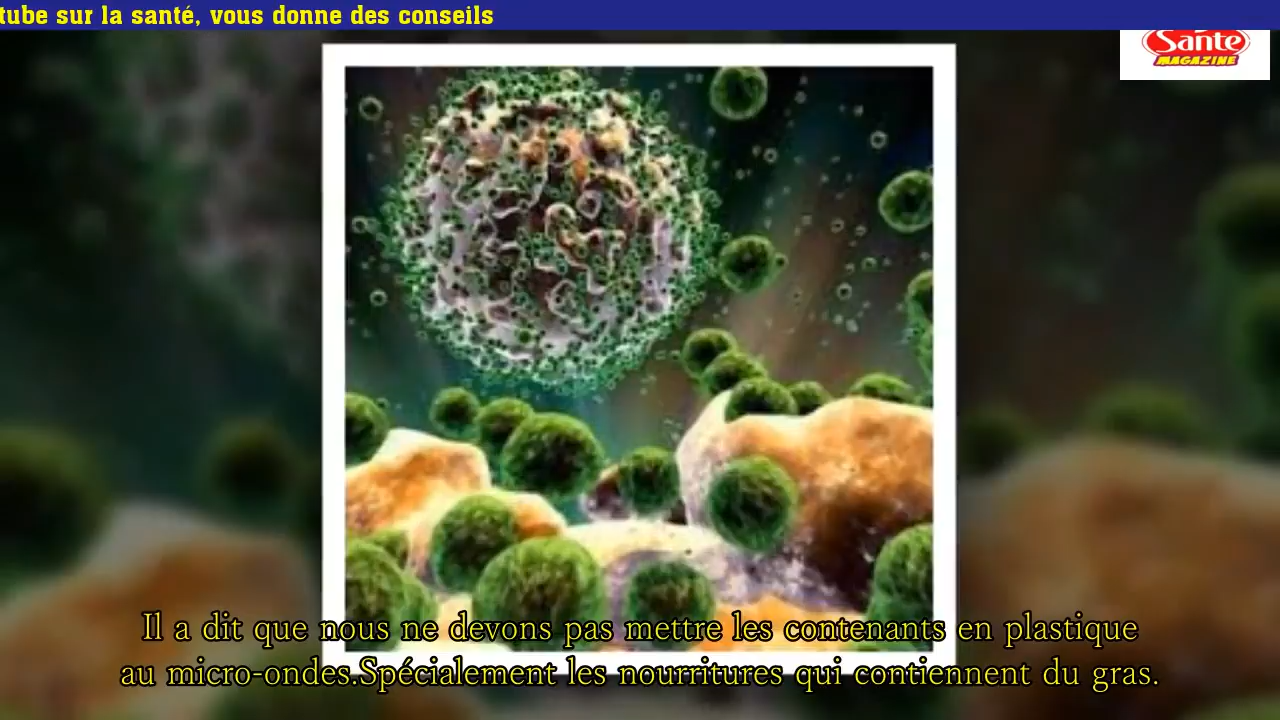 tube sur la santé, vous donne des conseils
Santé
MAGAZINE
Il a dit que nous ne devons pas mettre les contenants en plastique
au micro-ondes.Spécialement les nourritures qui contiennent du gras.